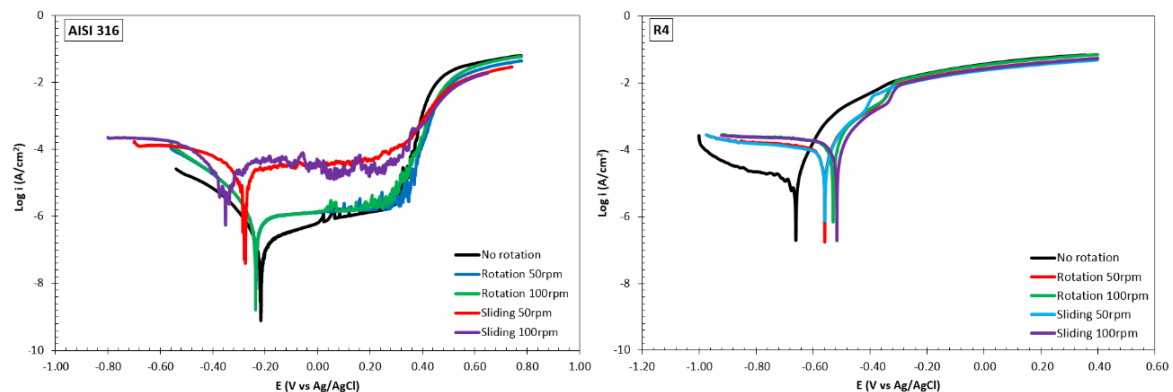 AISI 316
Log i (A/cm²)
0
-2
-4
-6
-8
-10
-1.00 -0.80 -0.60 -0.40 -0.20 0.00 0.20 0.40 0.60 0.80 1.00
E (V vs Ag/AgCl)
No rotation
Rotation 50rpm
Rotation 100rpm
Sliding 50rpm
Sliding 100rpm
R4
Log i (A/cm²)
0
-2
-4
-6
-8
-10
-1.20 -1.00 -0.80 -0.60 -0.40 -0.20 0.00 0.20 0.40 0.60
E (V vs Ag/AgCl)
No rotation
Rotation 50rpm
Rotation 100rpm
Sliding 50rpm
Sliding 100rpm